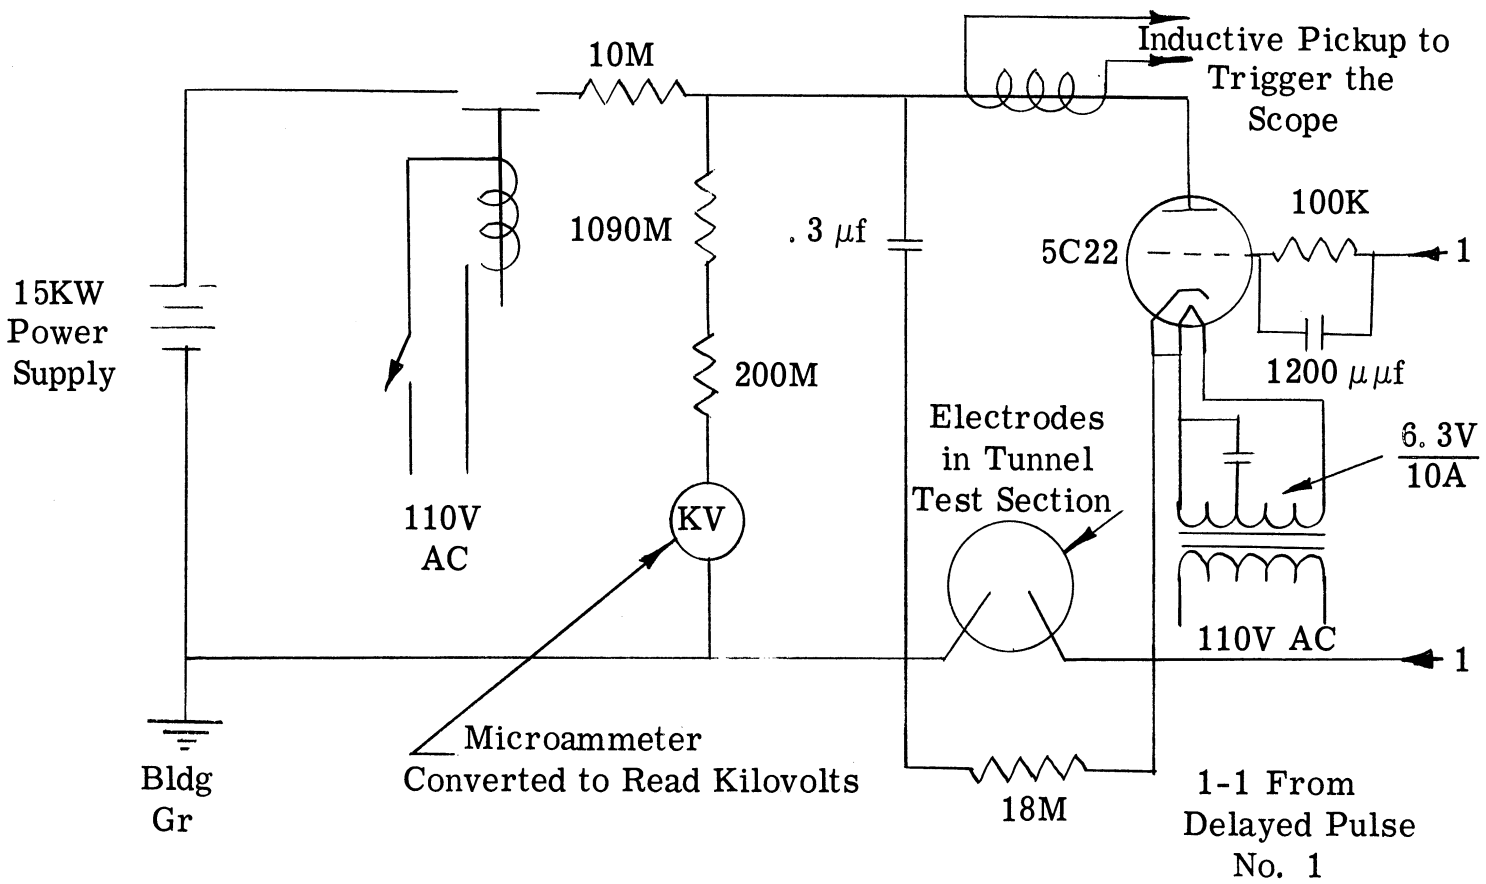 10M
Inductive Pickup to
Trigger the
Scope
1090M
.3 μf
5C22
100K
1
15KW
Power
Supply
200M
1200 μμf
Electrodes
in Tunnel
Test Section
6.3V
10A
110V
AC
KV
110V AC
1
Microammeter
Converted to Read Kilovolts
Bldg
Gr
18M
1-1 From
Delayed Pulse
No. 1